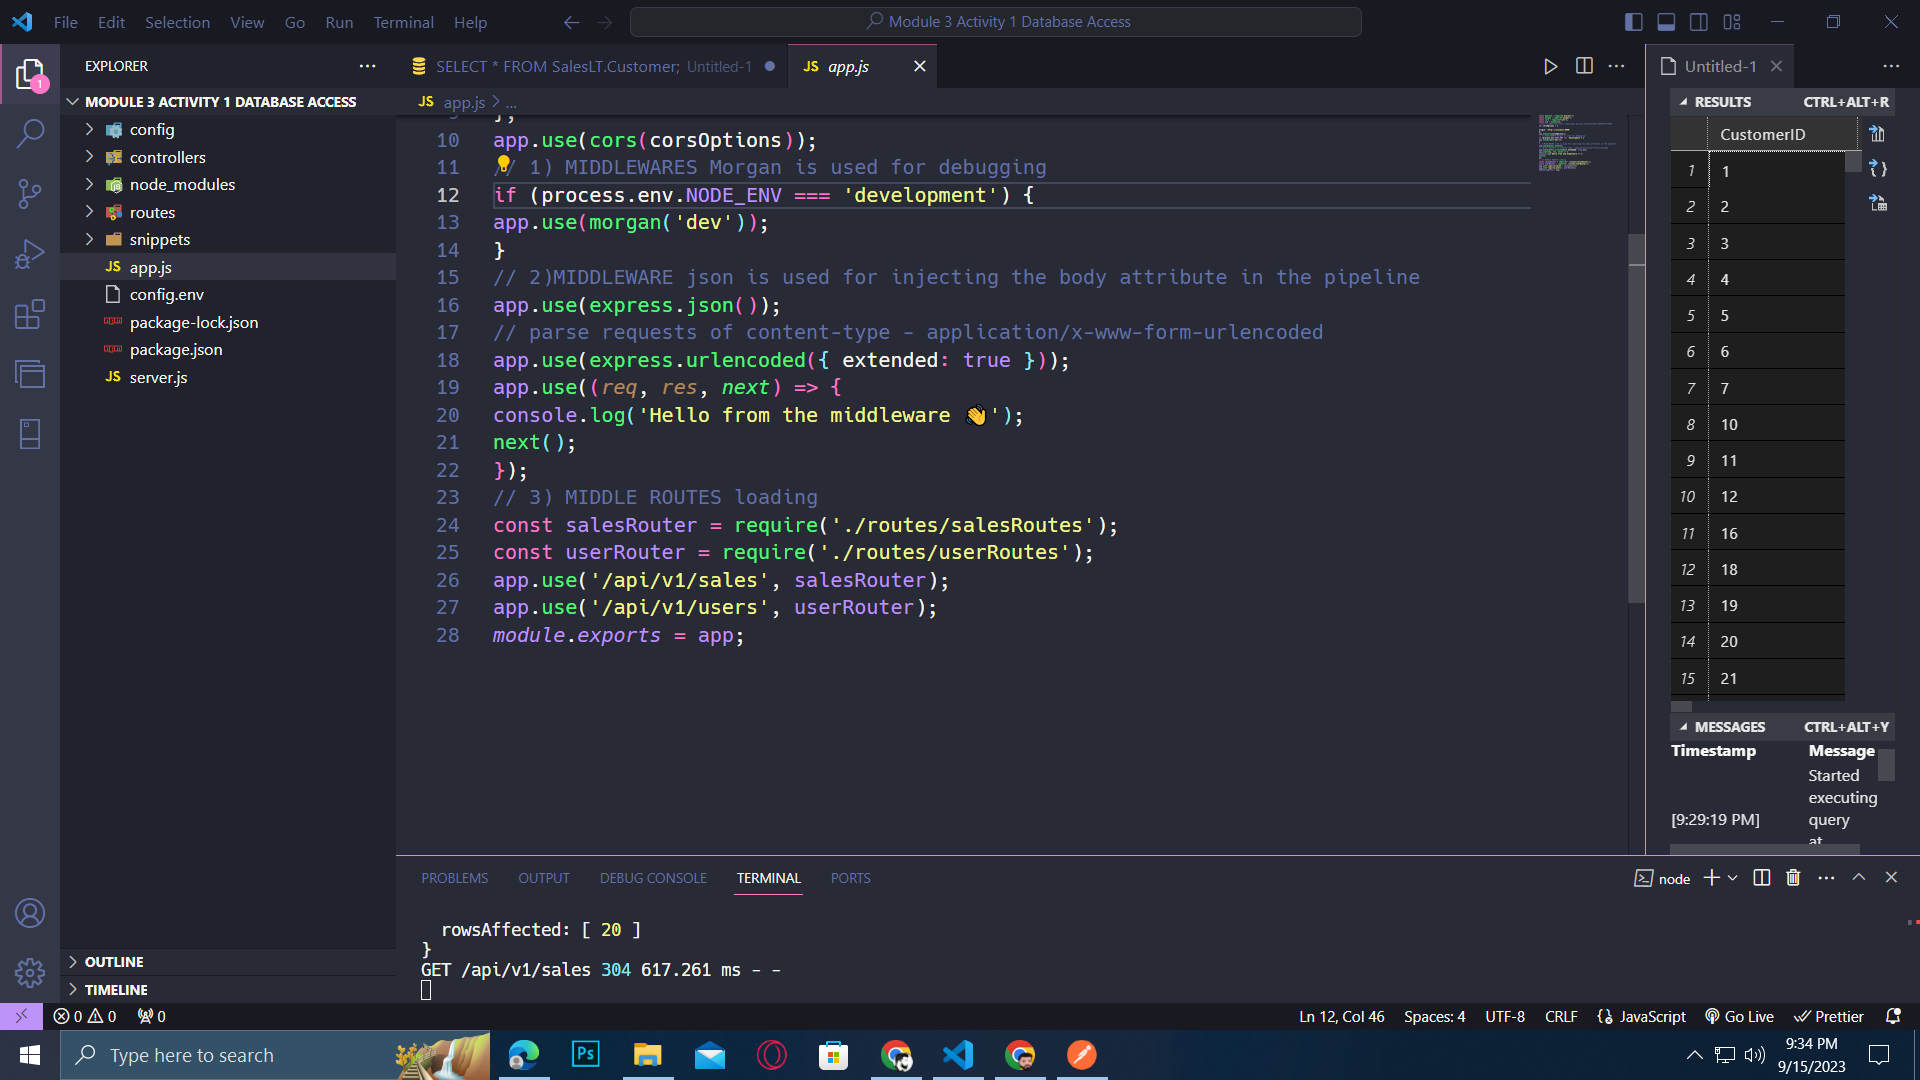 File Edit Selection View Go Run Terminal Help
Module 3 Activity 1 Database Access
EXPLORER
MODULE 3 ACTIVITY 1 DATABASE ACCESS
config
controllers
node_modules
routes
snippets
JS app.js
config.env
package-lock.json
package.json
JS server.js
OUTLINE
TIMELINE
SELECT * FROM SalesLT.Customer; Untitled-1
JS app.js
JS app.js > ...
10 app.use(cors(corsOptions));
11 // 1) MIDDLEWARES Morgan is used for debugging
12 if (process.env.NODE_ENV === 'development') {
13 app.use(morgan('dev'));
14 }
15 // 2)MIDDLEWARE json is used for injecting the body attribute in the pipeline
16 app.use(express.json());
17 // parse requests of content-type - application/x-www-form-urlencoded
18 app.use(express.urlencoded({ extended: true }));
19 app.use((req, res, next) => {
20 console.log('Hello from the middleware 👋');
21 next();
22 });
23 // 3) MIDDLE ROUTES loading
24 const salesRouter = require('./routes/salesRoutes');
25 const userRouter = require('./routes/userRoutes');
26 app.use('/api/v1/sales', salesRouter);
27 app.use('/api/v1/users', userRouter);
28 module.exports = app;
Untitled-1
RESULTS CTRL+ALT+R
CustomerID
1 1
2 2
3 3
4 4
5 5
6 6
7 7
8 10
9 11
10 12
11 16
12 18
13 19
14 20
15 21
MESSAGES CTRL+ALT+Y
Timestamp Message
Started
executing
[9:29:19 PM] query
at
PROBLEMS OUTPUT DEBUG CONSOLE TERMINAL PORTS
node
rowsAffected: [ 20 ]
}
GET /api/v1/sales 304 617.261 ms - -
0 0 0
Ln 12, Col 46 Spaces: 4 UTF-8 CRLF JavaScript Go Live Prettier
Type here to search
Ps
9:34 PM
9/15/2023
1